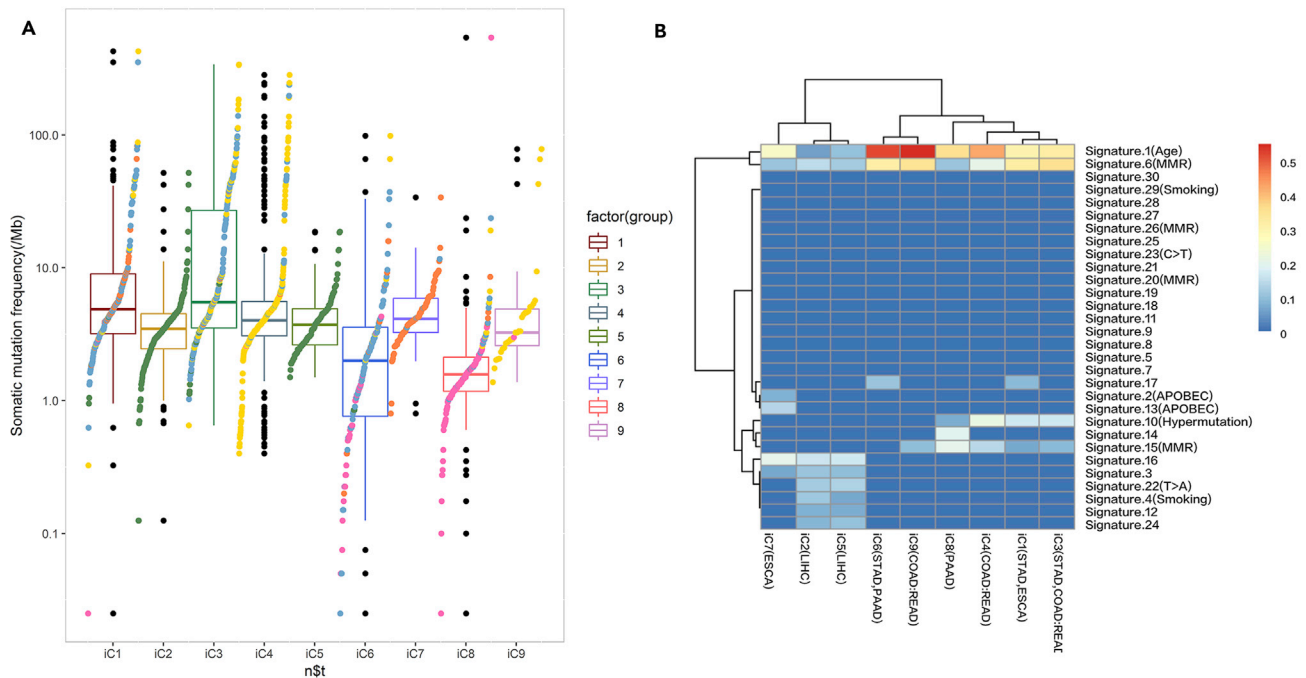 A
Somatic mutation frequency(/Mb)
100.0
10.0
1.0
0.1
iC1 iC2 iC3 iC4 iC5 iC6 iC7 iC8 iC9
n$t
factor(group)
1
2
3
4
5
6
7
8
9
B
Signature.1(Age)
Signature.6(MMR)
Signature.30
Signature.29(Smoking)
Signature.28
Signature.27
Signature.26(MMR)
Signature.25
Signature.23(C>T)
Signature.21
Signature.20(MMR)
Signature.19
Signature.18
Signature.11
Signature.9
Signature.8
Signature.5
Signature.7
Signature.17
Signature.2(APOBEC)
Signature.13(APOBEC)
Signature.10(Hypermutation)
Signature.14
Signature.15(MMR)
Signature.16
Signature.3
Signature.22(T>A)
Signature.4(Smoking)
Signature.12
Signature.24
iC7(ESCA)
iC2(LIHC)
iC5(LIHC)
iC6(STAD,PAAD)
iC9(COAD:READ)
iC8(PAAD)
iC4(COAD:READ)
iC1(STAD,ESCA)
iC3(STAD,COAD:READ
0.5
0.4
0.3
0.2
0.1
0